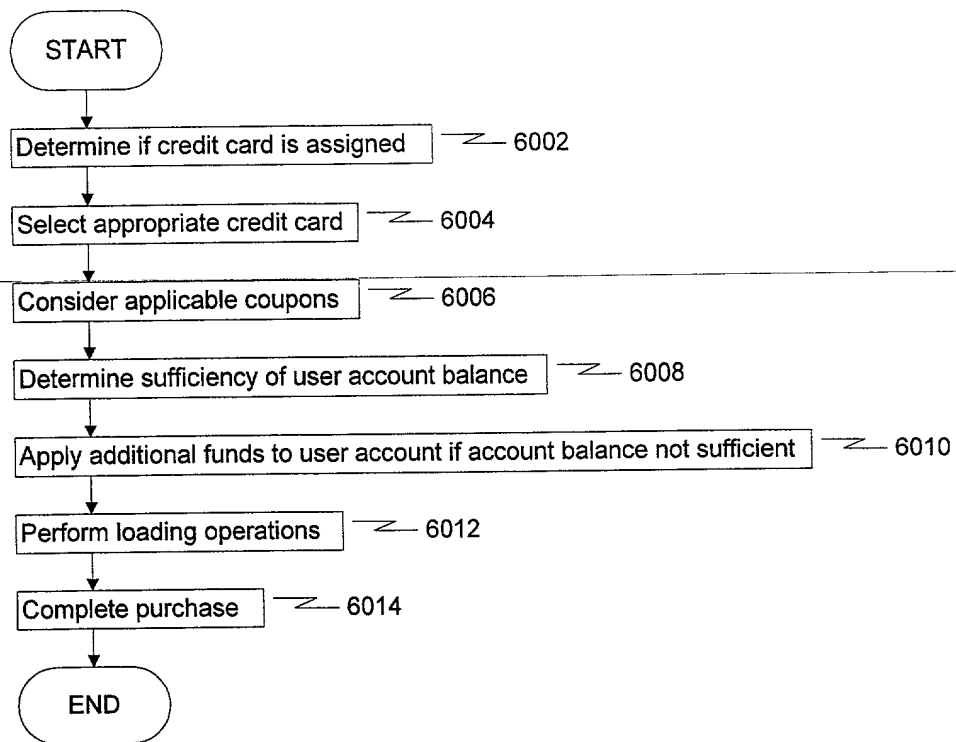 START
Determine if credit card is assigned 6002
Select appropriate credit card 6004
Consider applicable coupons 6006
Determine sufficiency of user account balance 6008
Apply additional funds to user account if account balance not sufficient 6010
Perform loading operations 6012
Complete purchase 6014
END